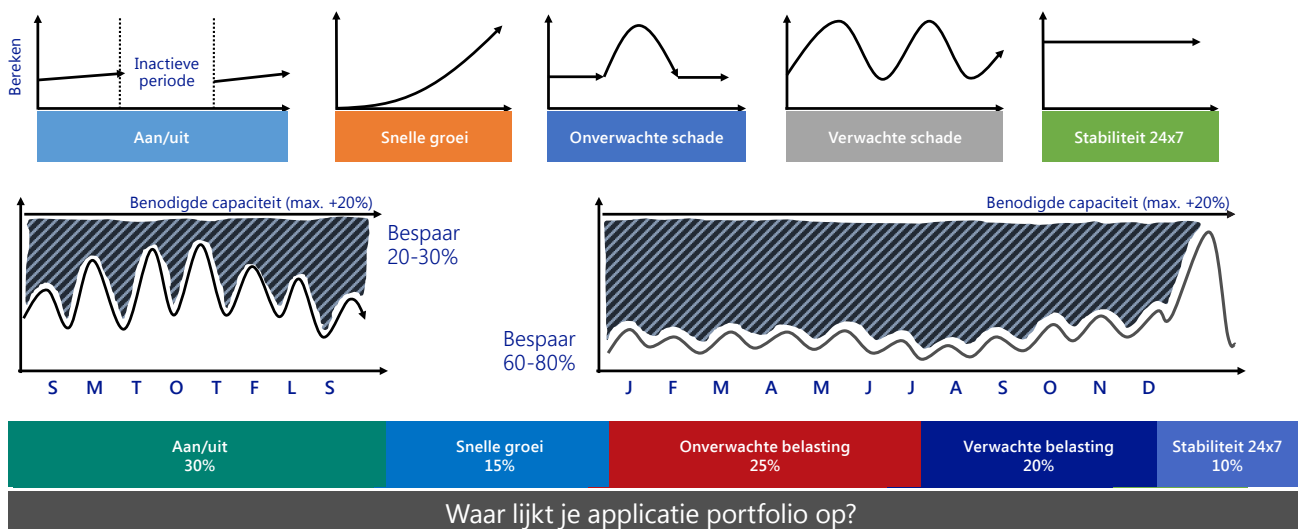 Bereken
Inactieve
periode
Aan/uit
Snelle groei
Onverwachte schade
Verwachte schade
Stabiliteit 24x7
Benodigde capaciteit (max. +20%)
Bespaar
20-30%
S M T O T F L S
Benodigde capaciteit (max. +20%)
Bespaar
60-80%
J F M A M J J A S O N D
Aan/uit
30%
Snelle groei
15%
Onverwachte belasting
25%
Verwachte belasting
20%
Stabiliteit 24x7
10%
Waar lijkt je applicatie portfolio op?